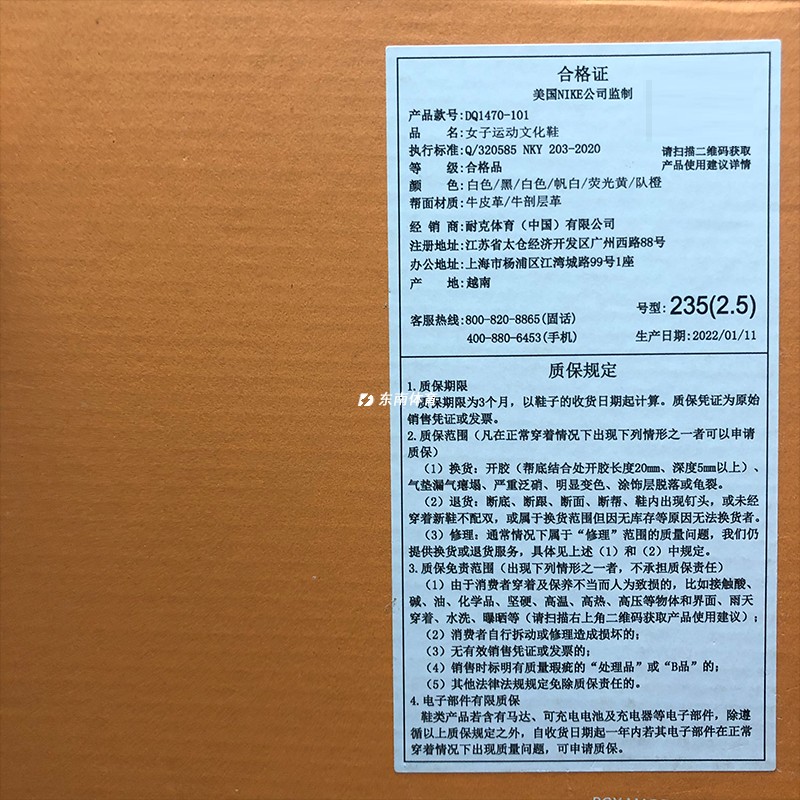 合格证
美国NIKE公司监制
产品款号:DQ1470-101
品 名:女子运动文化鞋
执行标准:Q/320585 NKY 203-2020
请扫描二维码获取
产品使用建议详情
等 级:合格品
颜 色:白色/黑/白色/帆白/荧光黄/队橙
帮面材质:牛皮革/牛剖层革
经 销 商:耐克体育（中国）有限公司
注册地址:江苏省太仓经济开发区广州西路88号
办公地址:上海市杨浦区江湾城路99号1座
产 地:越南
号型:235(2.5)
客服热线:800-820-8865(固话)
400-880-6453(手机)
生产日期:2022/01/11
质保规定
1.质保期限
质保期限为3个月，以鞋子的收货日期起计算。质保凭证为原始
销售凭证或发票。
东南体育
2.质保范围（凡在正常穿着情况下出现下列情形之一者可以申请
质保）
（1）换货：开胶（帮底结合处开胶长度20mm、深度5mm以上）、
气垫漏气瘪塌、严重泛硝、明显变色、涂饰层脱落或龟裂。
（2）退货：断底、断跟、断面、断帮、鞋内出现钉头，或未经
穿着新鞋不配双，或属于换货范围但因无库存等原因无法换货者。
（3）修理：通常情况下属于“修理”范围的质量问题，我们仍
提供换货或退货服务，具体见上述（1）和（2）中规定。
3.质保免责范围（出现下列情形之一者，不承担质保责任）
（1）由于消费者穿着及保养不当而人为致损的，比如接触酸、
碱、油、化学品、坚硬、高温、高热、高压等物体和界面、雨天
穿着、水洗、曝晒等（请扫描右上角二维码获取产品使用建议）；
（2）消费者自行拆动或修理造成损坏的；
（3）无有效销售凭证或发票的；
（4）销售时标明有质量瑕疵的“处理品”或“B品”的；
（5）其他法律法规规定免除质保责任的。
4.电子部件有限质保
鞋类产品若含有马达、可充电电池及充电器等电子部件，除遵
循以上质保规定之外，自收货日期起一年内若其电子部件在正常
穿着情况下出现质量问题，可申请质保。